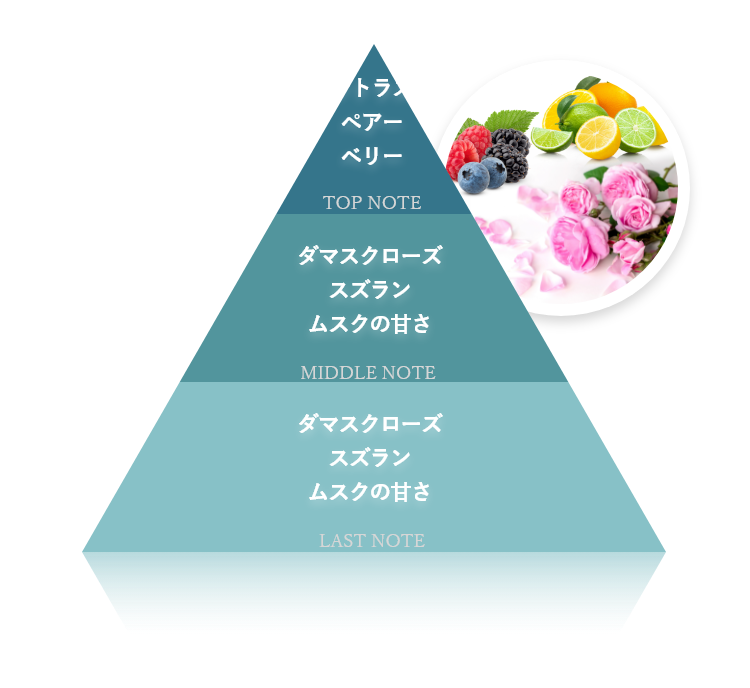 トラ
ペアー
ベリー
TOP NOTE
ダマスクローズ
スズラン
ムスクの甘さ
MIDDLE NOTE
ダマスクローズ
スズラン
ムスクの甘さ
LAST NOTE